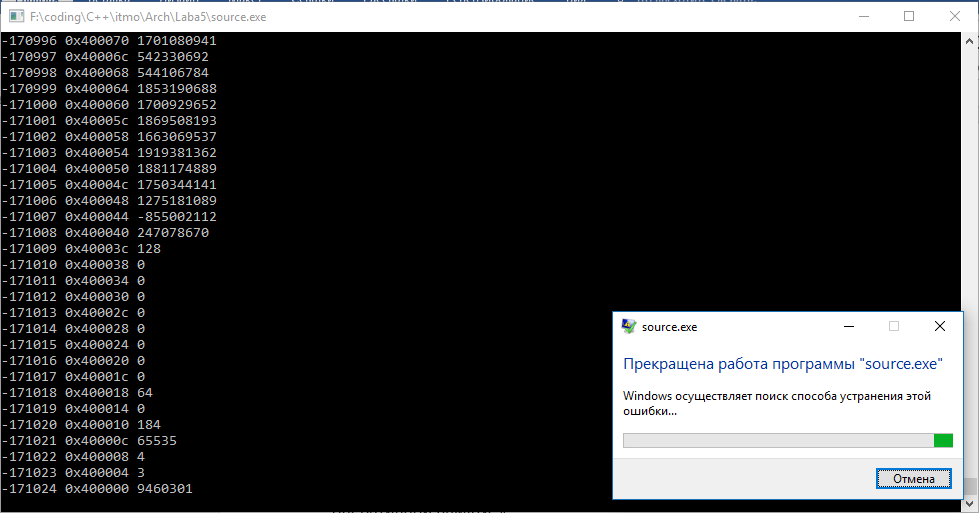 F:\coding\C++\itmo\Arch\Laba5\source.exe
-170996 0x400070 1701080941
-170997 0x40006c 542330692
-170998 0x400068 544106784
-170999 0x400064 1853190688
-171000 0x400060 1700929652
-171001 0x40005c 1869508193
-171002 0x400058 1663069537
-171003 0x400054 1919381362
-171004 0x400050 1881174889
-171005 0x40004c 1750344141
-171006 0x400048 1275181089
-171007 0x400044 -855002112
-171008 0x400040 247078670
-171009 0x40003c 128
-171010 0x400038 0
-171011 0x400034 0
-171012 0x400030 0
-171013 0x40002c 0
-171014 0x400028 0
-171015 0x400024 0
-171016 0x400020 0
-171017 0x40001c 0
-171018 0x400018 64
-171019 0x400014 0
-171020 0x400010 184
-171021 0x40000c 65535
-171022 0x400008 4
-171023 0x400004 3
-171024 0x400000 9460301
source.exe
Прекращена работа программы "source.exe"
Windows осуществляет поиск способа устранения этой
ошибки...
Отмена